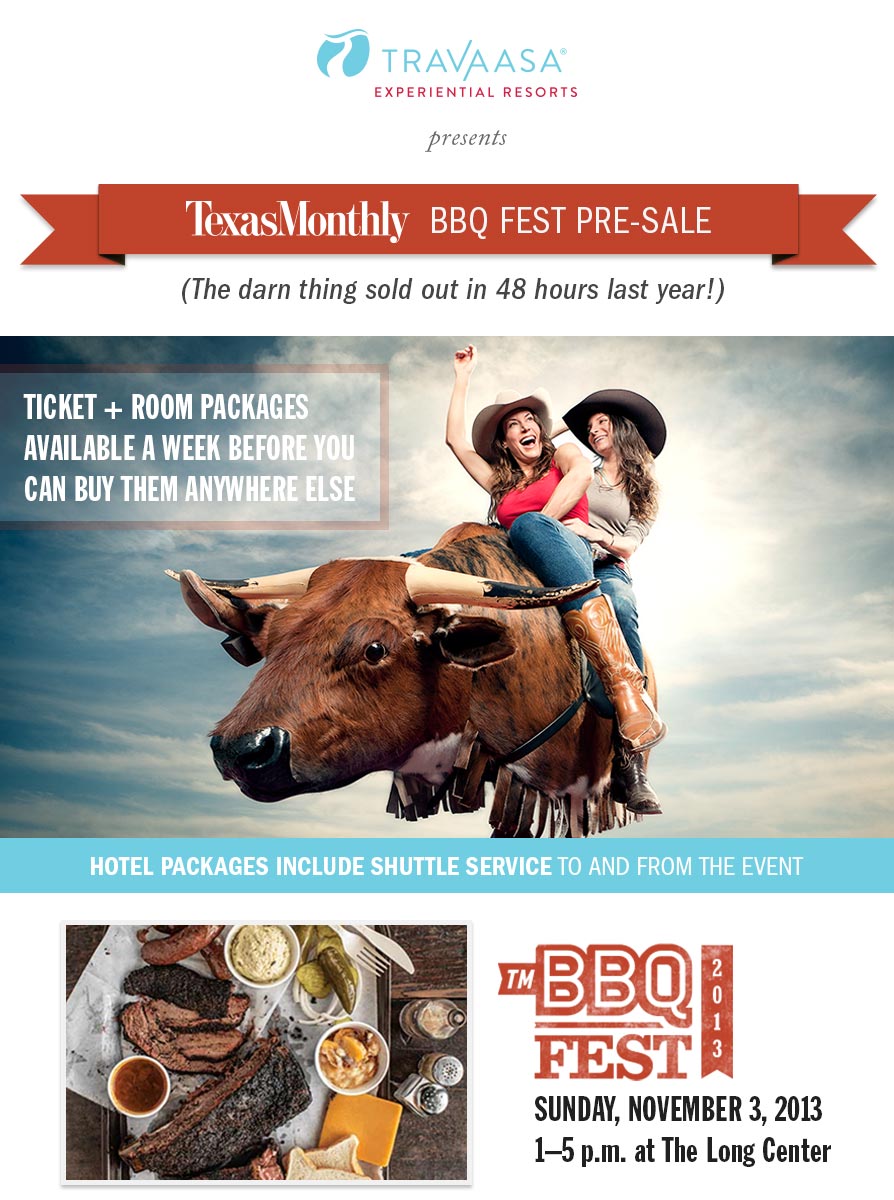 TRAVAASA®
EXPERIENTIAL RESORTS
presents
TexasMonthly BBQ FEST PRE-SALE
(The darn thing sold out in 48 hours last year!)
TICKET + ROOM PACKAGES
AVAILABLE A WEEK BEFORE YOU
CAN BUY THEM ANYWHERE ELSE
HOTEL PACKAGES INCLUDE SHUTTLE SERVICE TO AND FROM THE EVENT
TM BBQ
FEST
2013
SUNDAY, NOVEMBER 3, 2013
1–5 p.m. at The Long Center